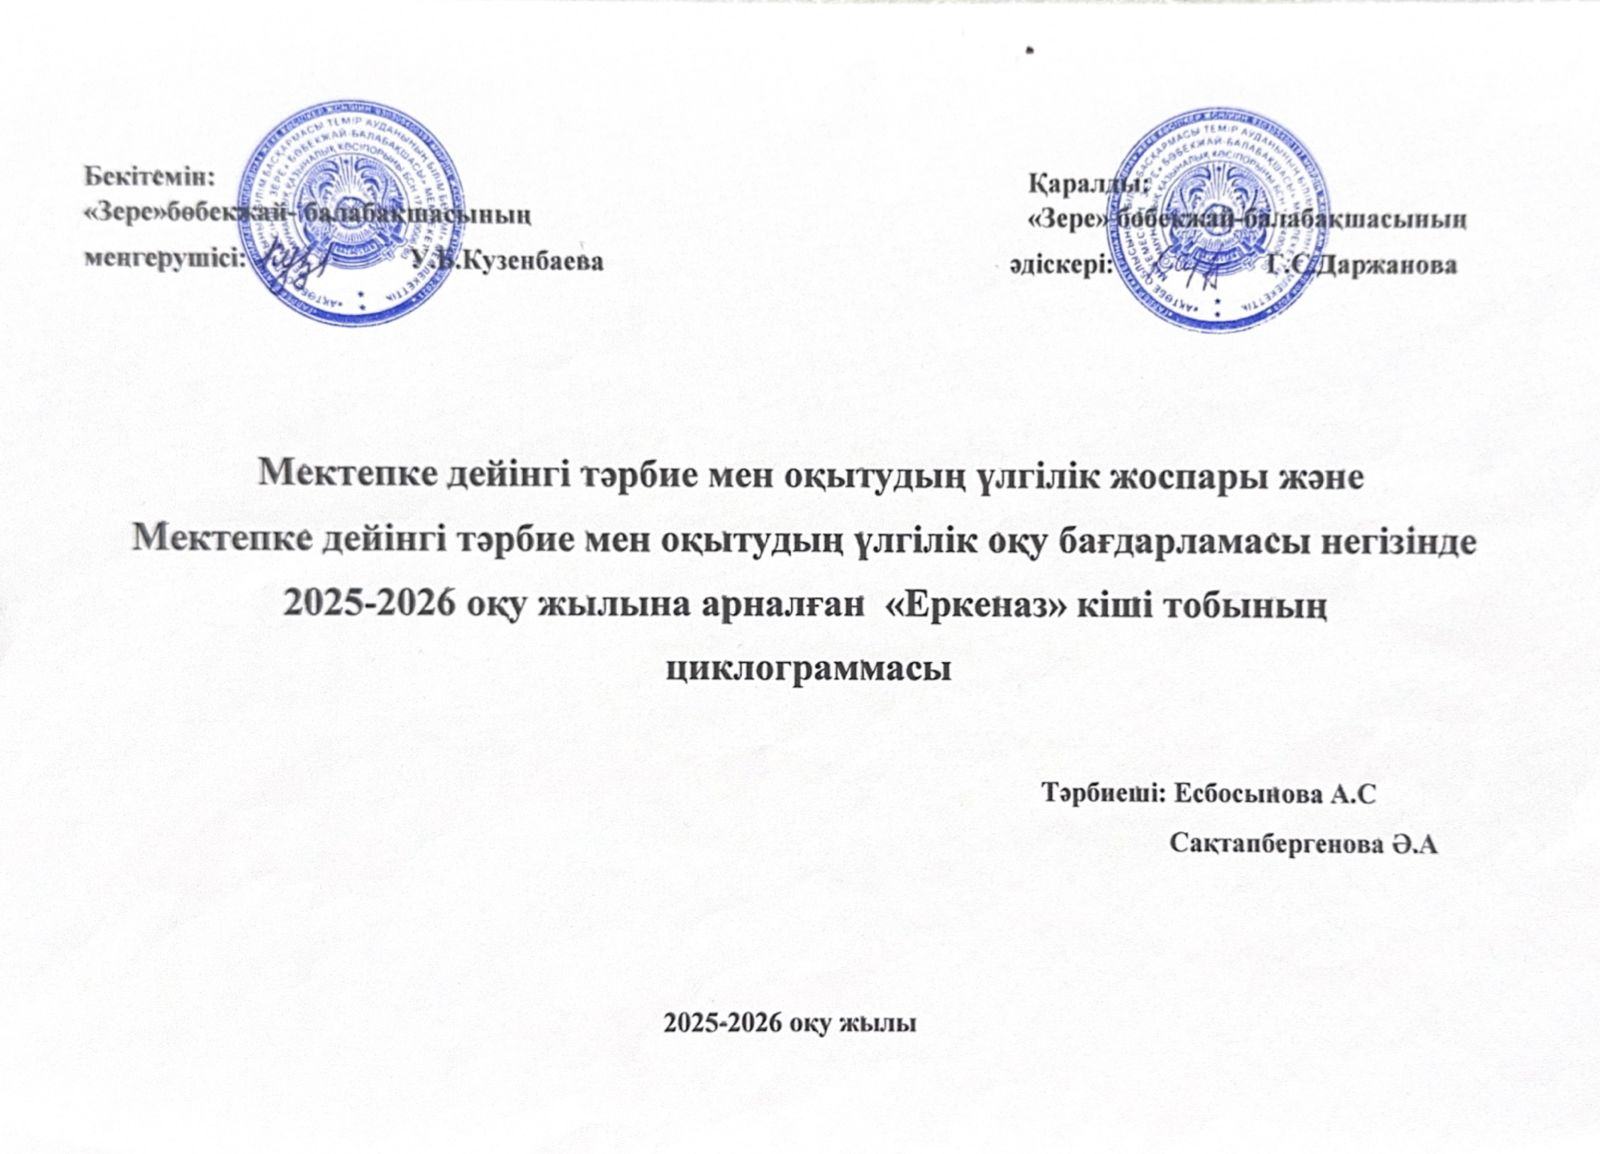 Бекітемін:
«Зере»бөбекжай- балабақшасының
меңгерушісі: У.Б.Кузенбаева
Қаралды:
«Зере» бөбекжай-балабақшасының
әдіскері: Г.С.Даржанова
Мектепке дейінгі тәрбие мен оқытудың үлгілік жоспары және
Мектепке дейінгі тәрбие мен оқытудың үлгілік оқу бағдарламасы негізінде
2025-2026 оқу жылына арналған «Еркеназ» кіші тобының
циклограммасы
Тәрбиеші: Есбосынова А.С
Сақтапбергенова Ә.А
2025-2026 оқу жылы